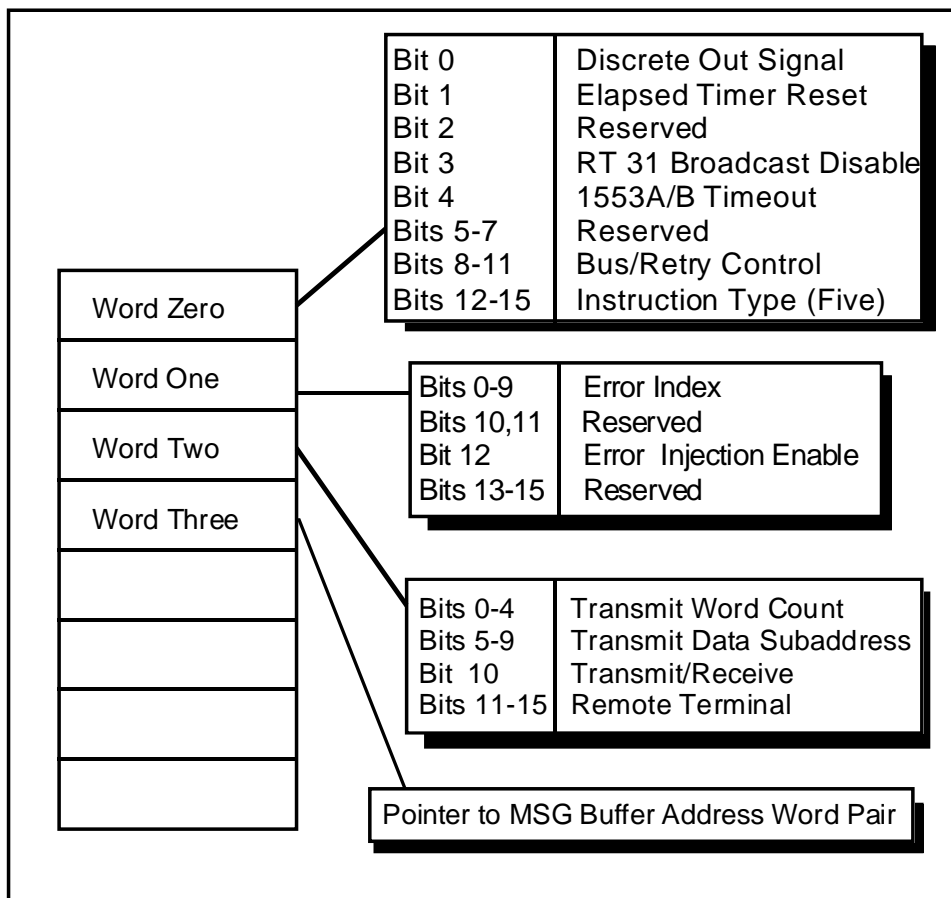 Bit 0 Discrete Out Signal
Bit 1 Elapsed Timer Reset
Bit 2 Reserved
Bit 3 RT 31 Broadcast Disable
Bit 4 1553A/B Timeout
Bits 5-7 Reserved
Bits 8-11 Bus/Retry Control
Bits 12-15 Instruction Type (Five)
Word Zero
Word One
Word Two
Word Three
Bits 0-9 Error Index
Bits 10,11 Reserved
Bit 12 Error Injection Enable
Bits 13-15 Reserved
Bits 0-4 Transmit Word Count
Bits 5-9 Transmit Data Subaddress
Bit 10 Transmit/Receive
Bits 11-15 Remote Terminal
Pointer to MSG Buffer Address Word Pair